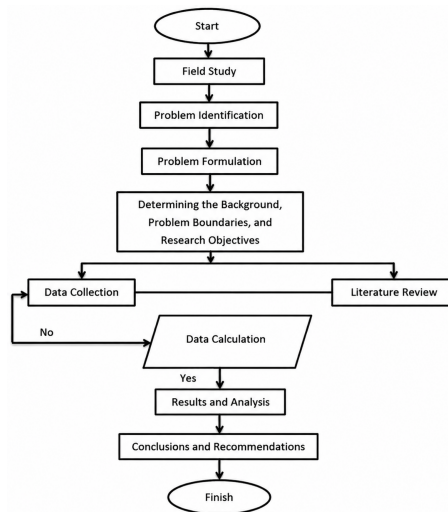 Start
Field Study
Problem Identification
Problem Formulation
Determining the Background,
Problem Boundaries, and
Research Objectives
Data Collection
Literature Review
No
Data Calculation
Yes
Results and Analysis
Conclusions and Recommendations
Finish